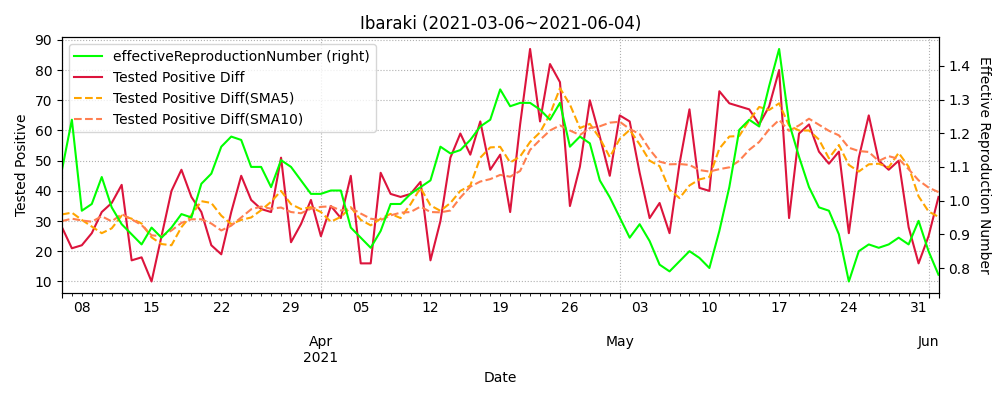 Ibaraki (2021-03-06~2021-06-04)
effectiveReproductionNumber (right)
Tested Positive Diff
Tested Positive Diff(SMA5)
Tested Positive Diff(SMA10)
Tested Positive
90
80
70
60
50
40
30
20
10
1.4
1.3
1.2
1.1
1.0
0.9
0.8
Effective Reproduction Number
08 15 22 29 05 12 19 26 03 10 17 24 31
Apr May Jun
2021
Date